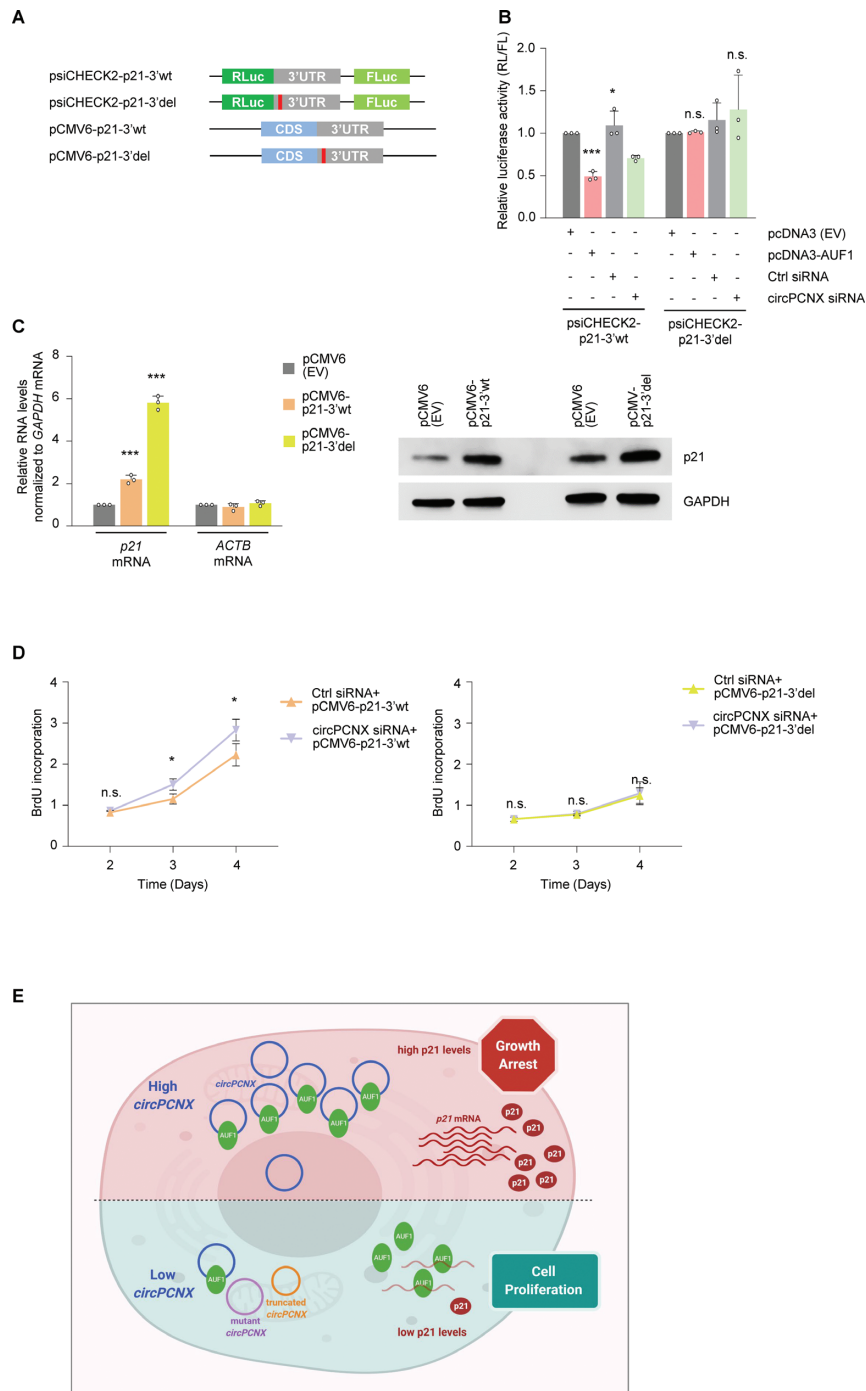 A
psiCHECK2-p21-3'wt
RLuc 3'UTR FLuc
psiCHECK2-p21-3'del
RLuc 3'UTR FLuc
pCMV6-p21-3'wt
CDS 3'UTR
pCMV6-p21-3'del
CDS 3'UTR
B
Relative luciferase activity (RL/FL)
2.0
1.5
1.0
0.5
0.0
***
*
n.s.
n.s.
+ - - - + - - - pcDNA3 (EV)
- + - - - + - - pcDNA3-AUF1
- - + - - - + - Ctrl siRNA
- - - + - - - + circPCNX siRNA
psiCHECK2-
p21-3'wt
psiCHECK2-
p21-3'del
C
Relative RNA levels
normalized to GAPDH mRNA
8
6
4
2
0
***
***
p21
mRNA
ACTB
mRNA
pCMV6
(EV)
pCMV6-
p21-3'wt
pCMV6-
p21-3'del
pCMV6
(EV)
pCMV6-
p21-3'wt
pCMV6
(EV)
pCMV-
p21-3'del
p21
GAPDH
D
BrdU incorporation
4
3
2
1
0
n.s.
*
*
2 3 4
Time (Days)
Ctrl siRNA+
pCMV6-p21-3'wt
circPCNX siRNA+
pCMV6-p21-3'wt
BrdU incorporation
4
3
2
1
0
n.s.
n.s.
n.s.
2 3 4
Time (Days)
Ctrl siRNA+
pCMV6-p21-3'del
circPCNX siRNA+
pCMV6-p21-3'del
E
High
circPCNX
circPCNX
AUF1
AUF1
AUF1
AUF1
AUF1
AUF1
high p21 levels
Growth
Arrest
p21 mRNA
p21
p21
p21
p21
p21
p21
p21
Low
circPCNX
AUF1
mutant
circPCNX
truncated
circPCNX
AUF1
AUF1
AUF1
AUF1
p21
low p21 levels
Cell
Proliferation